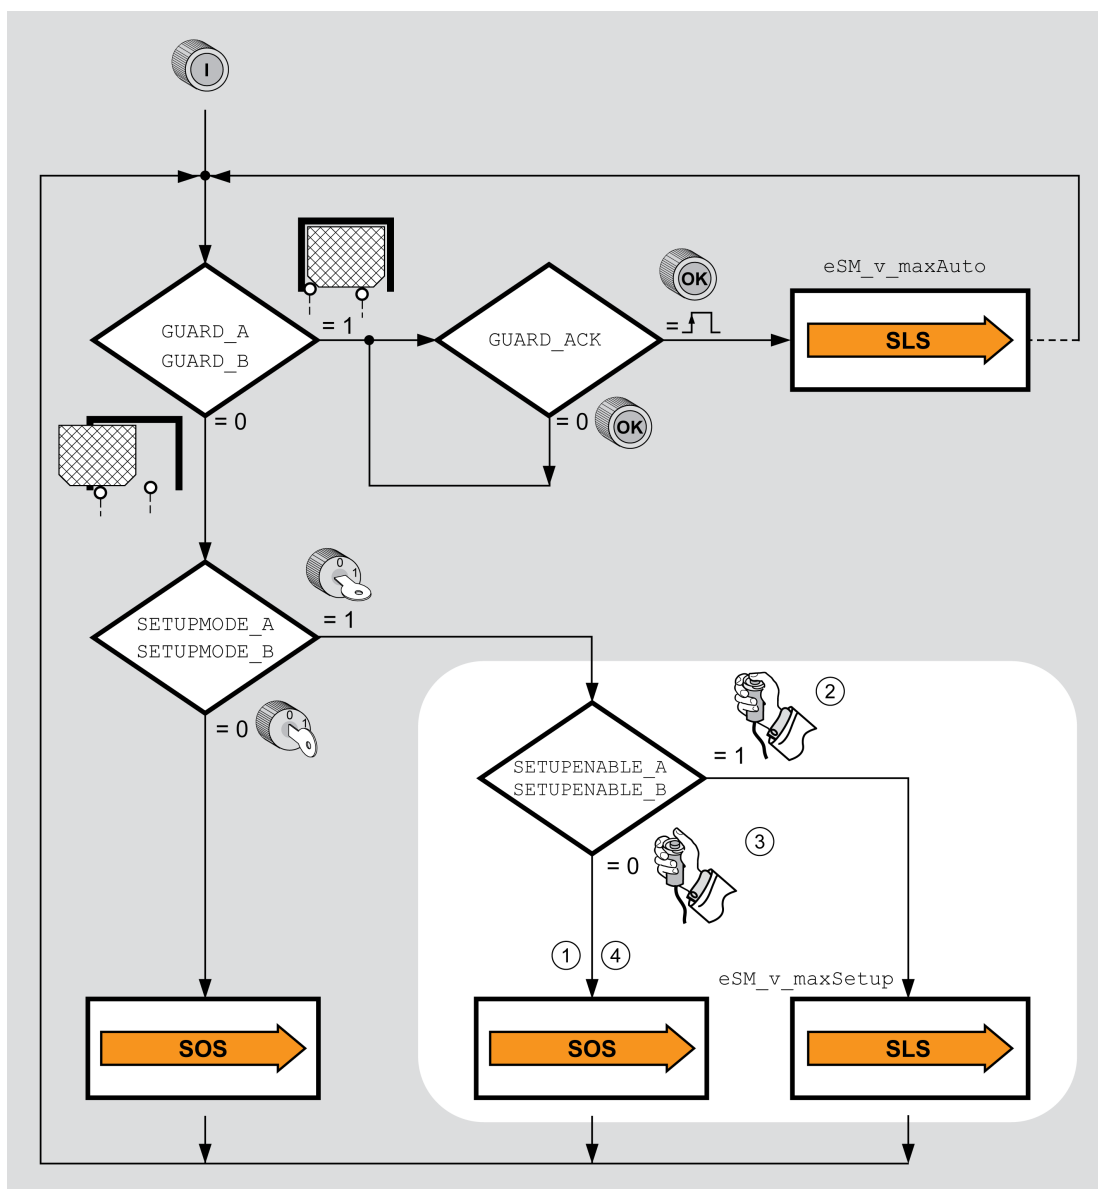 I
eSM_v_maxAuto
GUARD_A
GUARD_B
= 1
GUARD_ACK
OK
=
SLS
= 0
= 0
OK
0
1
SETUPMODE_A
SETUPMODE_B
= 1
= 0
0
1
2
SETUPENABLE_A
SETUPENABLE_B
= 1
3
= 0
1
4
eSM_v_maxSetup
SOS
SOS
SLS